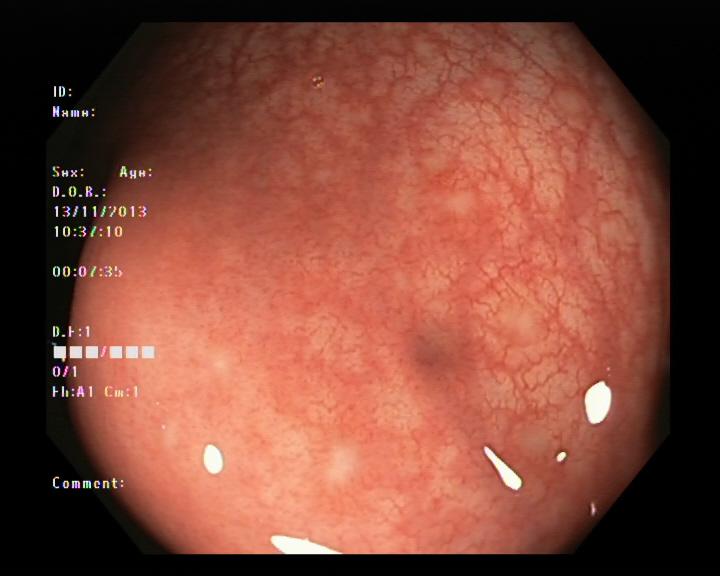 ID:
Name:
Sex: Age:
D.O.B.:
13/11/2013
10:37:10
00:07:35
D.F:1
■■■/■■■
0/1
Eh:A1 Cm:1
Comment: